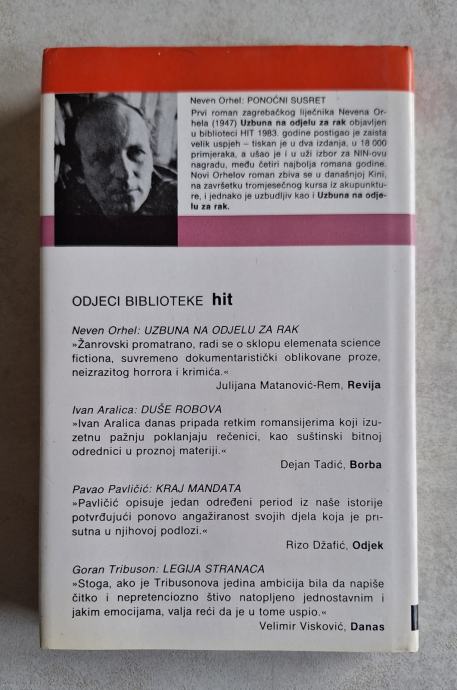 Neven Orhel: PONOĆNI SUSRET
Prvi roman zagrebačkog liječnika Nevena Or-
hela (1947) Uzbuna na odjelu za rak objavljen
u biblioteci HIT 1983. godine postigao je zaista
velik uspjeh – tiskan je u dva izdanja, u 18 000
primjeraka, a ušao je i u uži izbor za NIN-ovu
nagradu, među četiri najbolja romana godine.
Novi Orhelov roman zbiva se u današnjoj Kini,
na završetku tromjesečnog kursa iz akupunktu-
re, i jednako je uzbudljiv kao i Uzbuna na odje-
lu za rak.
ODJECI BIBLIOTEKE hit
Neven Orhel: UZBUNA NA ODJELU ZA RAK
»Žanrovski promatrano, radi se o sklopu elemenata science
fictiona, suvremeno dokumentaristički oblikovane proze,
neizrazitog horrora i krimića.«
Julijana Matanović-Rem, Revija
Ivan Aralica: DUŠE ROBOVA
»Ivan Aralica danas pripada retkim romansijerima koji izu-
zetnu pažnju poklanjaju rečenici, kao suštinski bitnoj
odrednici u proznoj materiji.«
Dejan Tadić, Borba
Pavao Pavličić: KRAJ MANDATA
»Pavličić opisuje jedan određeni period iz naše istorije
potvrđujući ponovo angažiranost svojih djela koja je pri-
sutna u njihovoj podlozi.«
Rizo Džafić, Odjek
Goran Tribuson: LEGIJA STRANACA
»Stoga, ako je Tribusonova jedina ambicija bila da napiše
čitko i nepretenciozno štivo natopljeno jednostavnim i
jakim emocijama, valja reći da je u tome uspio.«
Velimir Visković, Danas